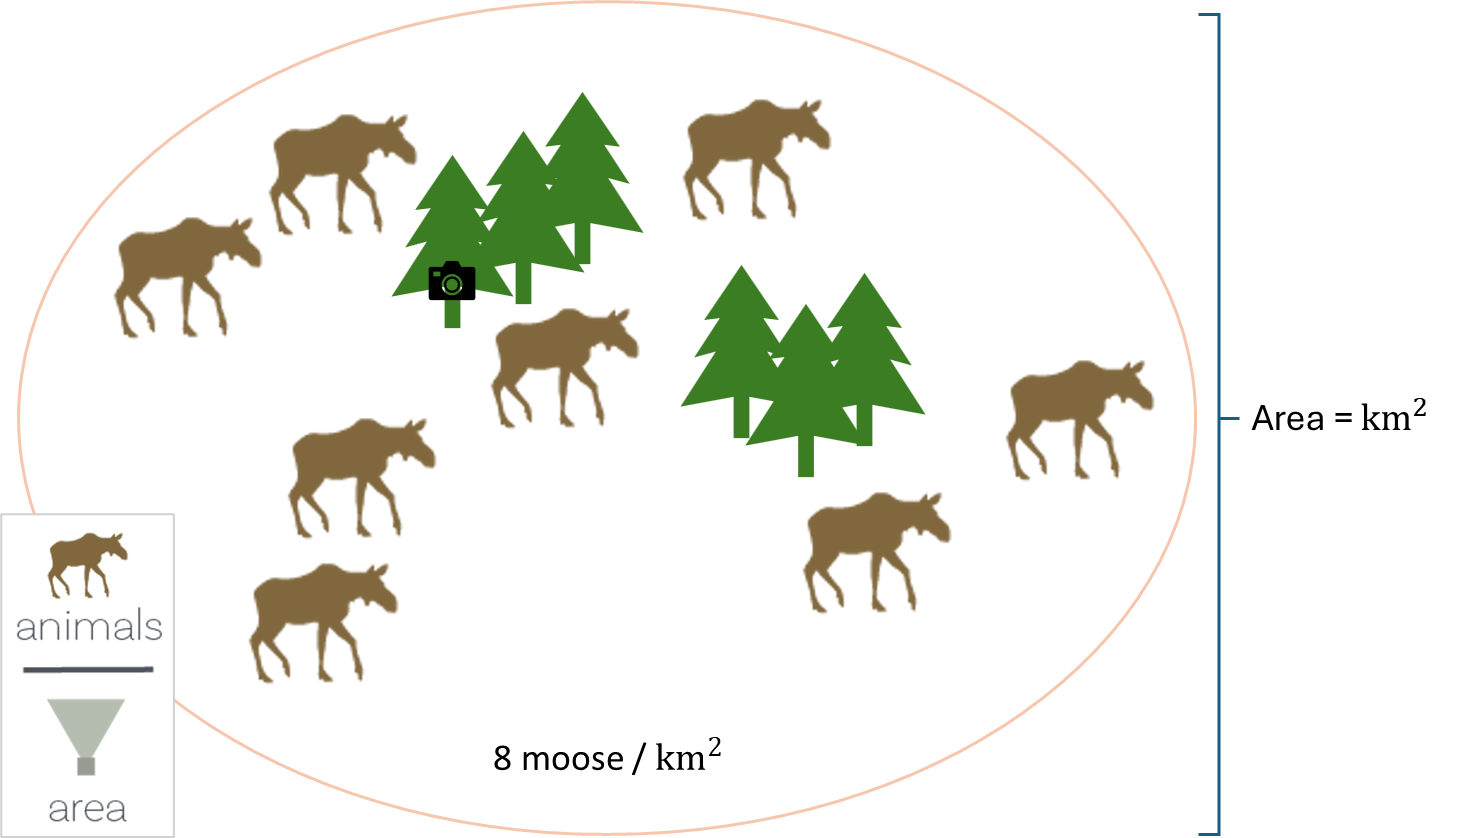 Area = km²
animals
area
8 moose / km²